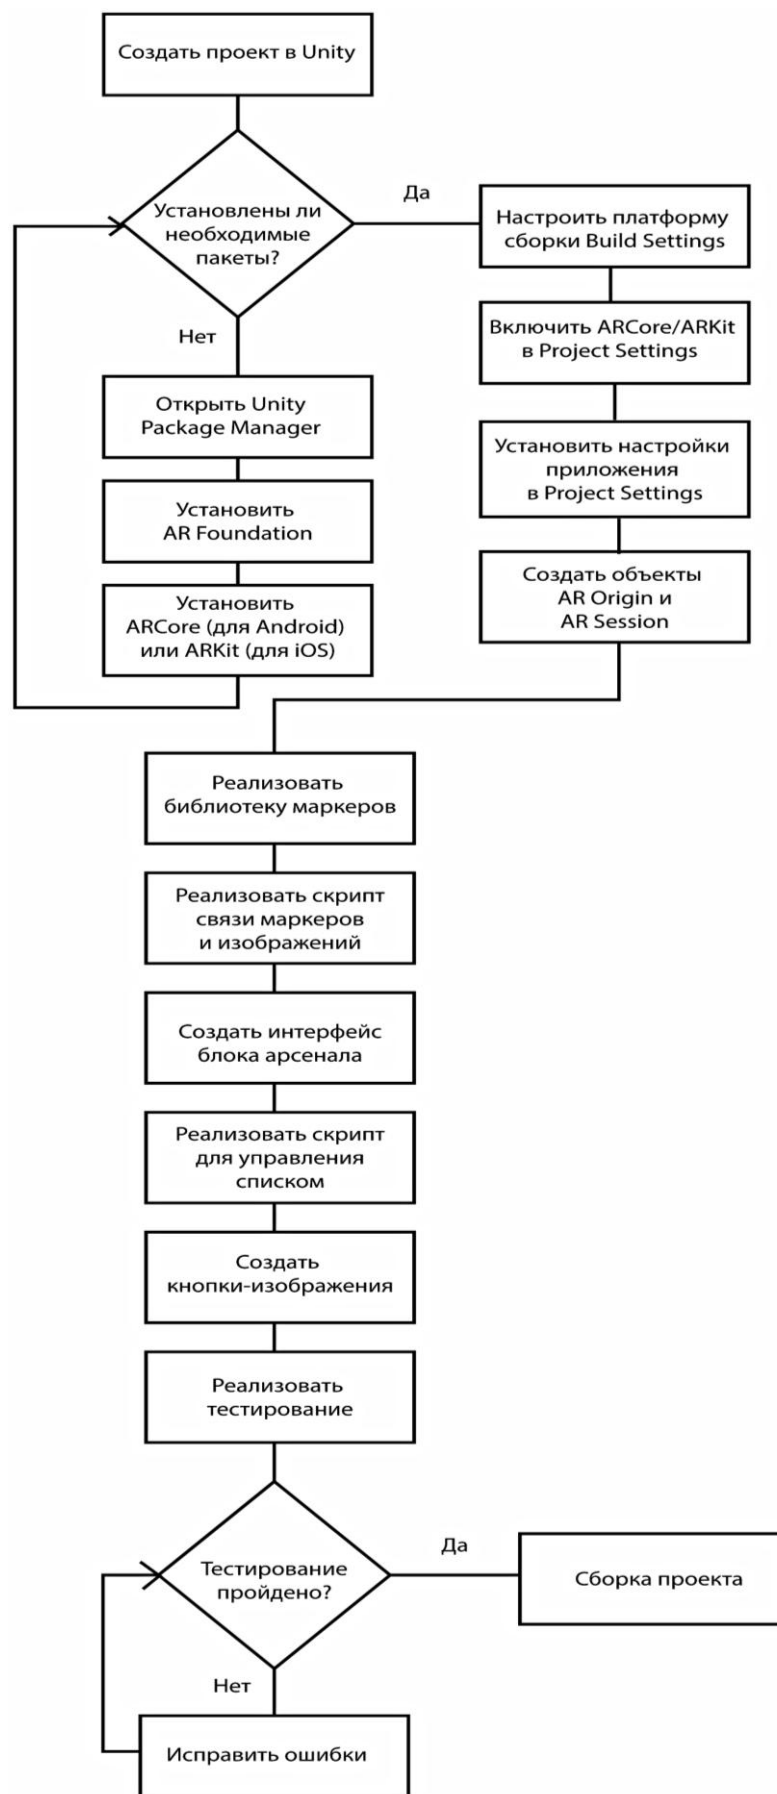 Создать проект в Unity
Установлены ли
необходимые
пакеты?
Да
Настроить платформу
сборки Build Settings
Включить ARCore/ARKit
в Project Settings
Установить настройки
приложения
в Project Settings
Создать объекты
AR Origin и
AR Session
Нет
Открыть Unity
Package Manager
Установить
AR Foundation
Установить
ARCore (для Android)
или ARKit (для iOS)
Реализовать
библиотеку маркеров
Реализовать скрипт
связи маркеров
и изображений
Создать интерфейс
блока арсенала
Реализовать скрипт
для управления
списком
Создать
кнопки-изображения
Реализовать
тестирование
Тестирование
пройдено?
Да
Сборка проекта
Нет
Исправить ошибки